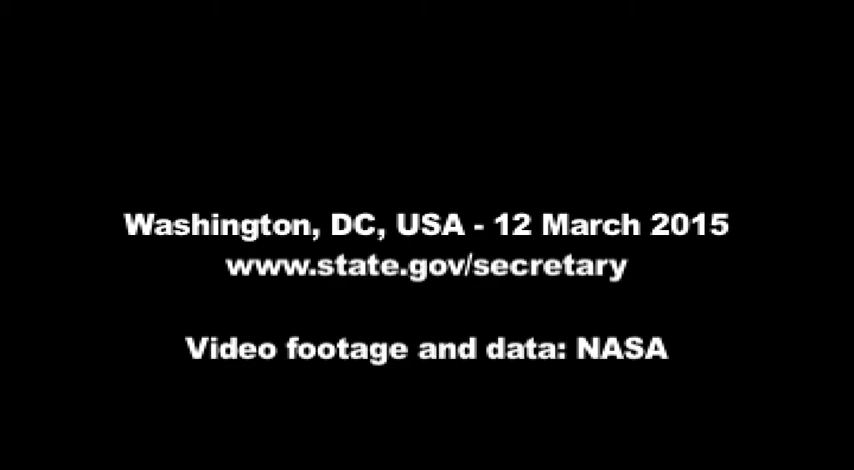 Washington, DC, USA - 12 March 2015
www.state.gov/secretary
Video footage and data: NASA